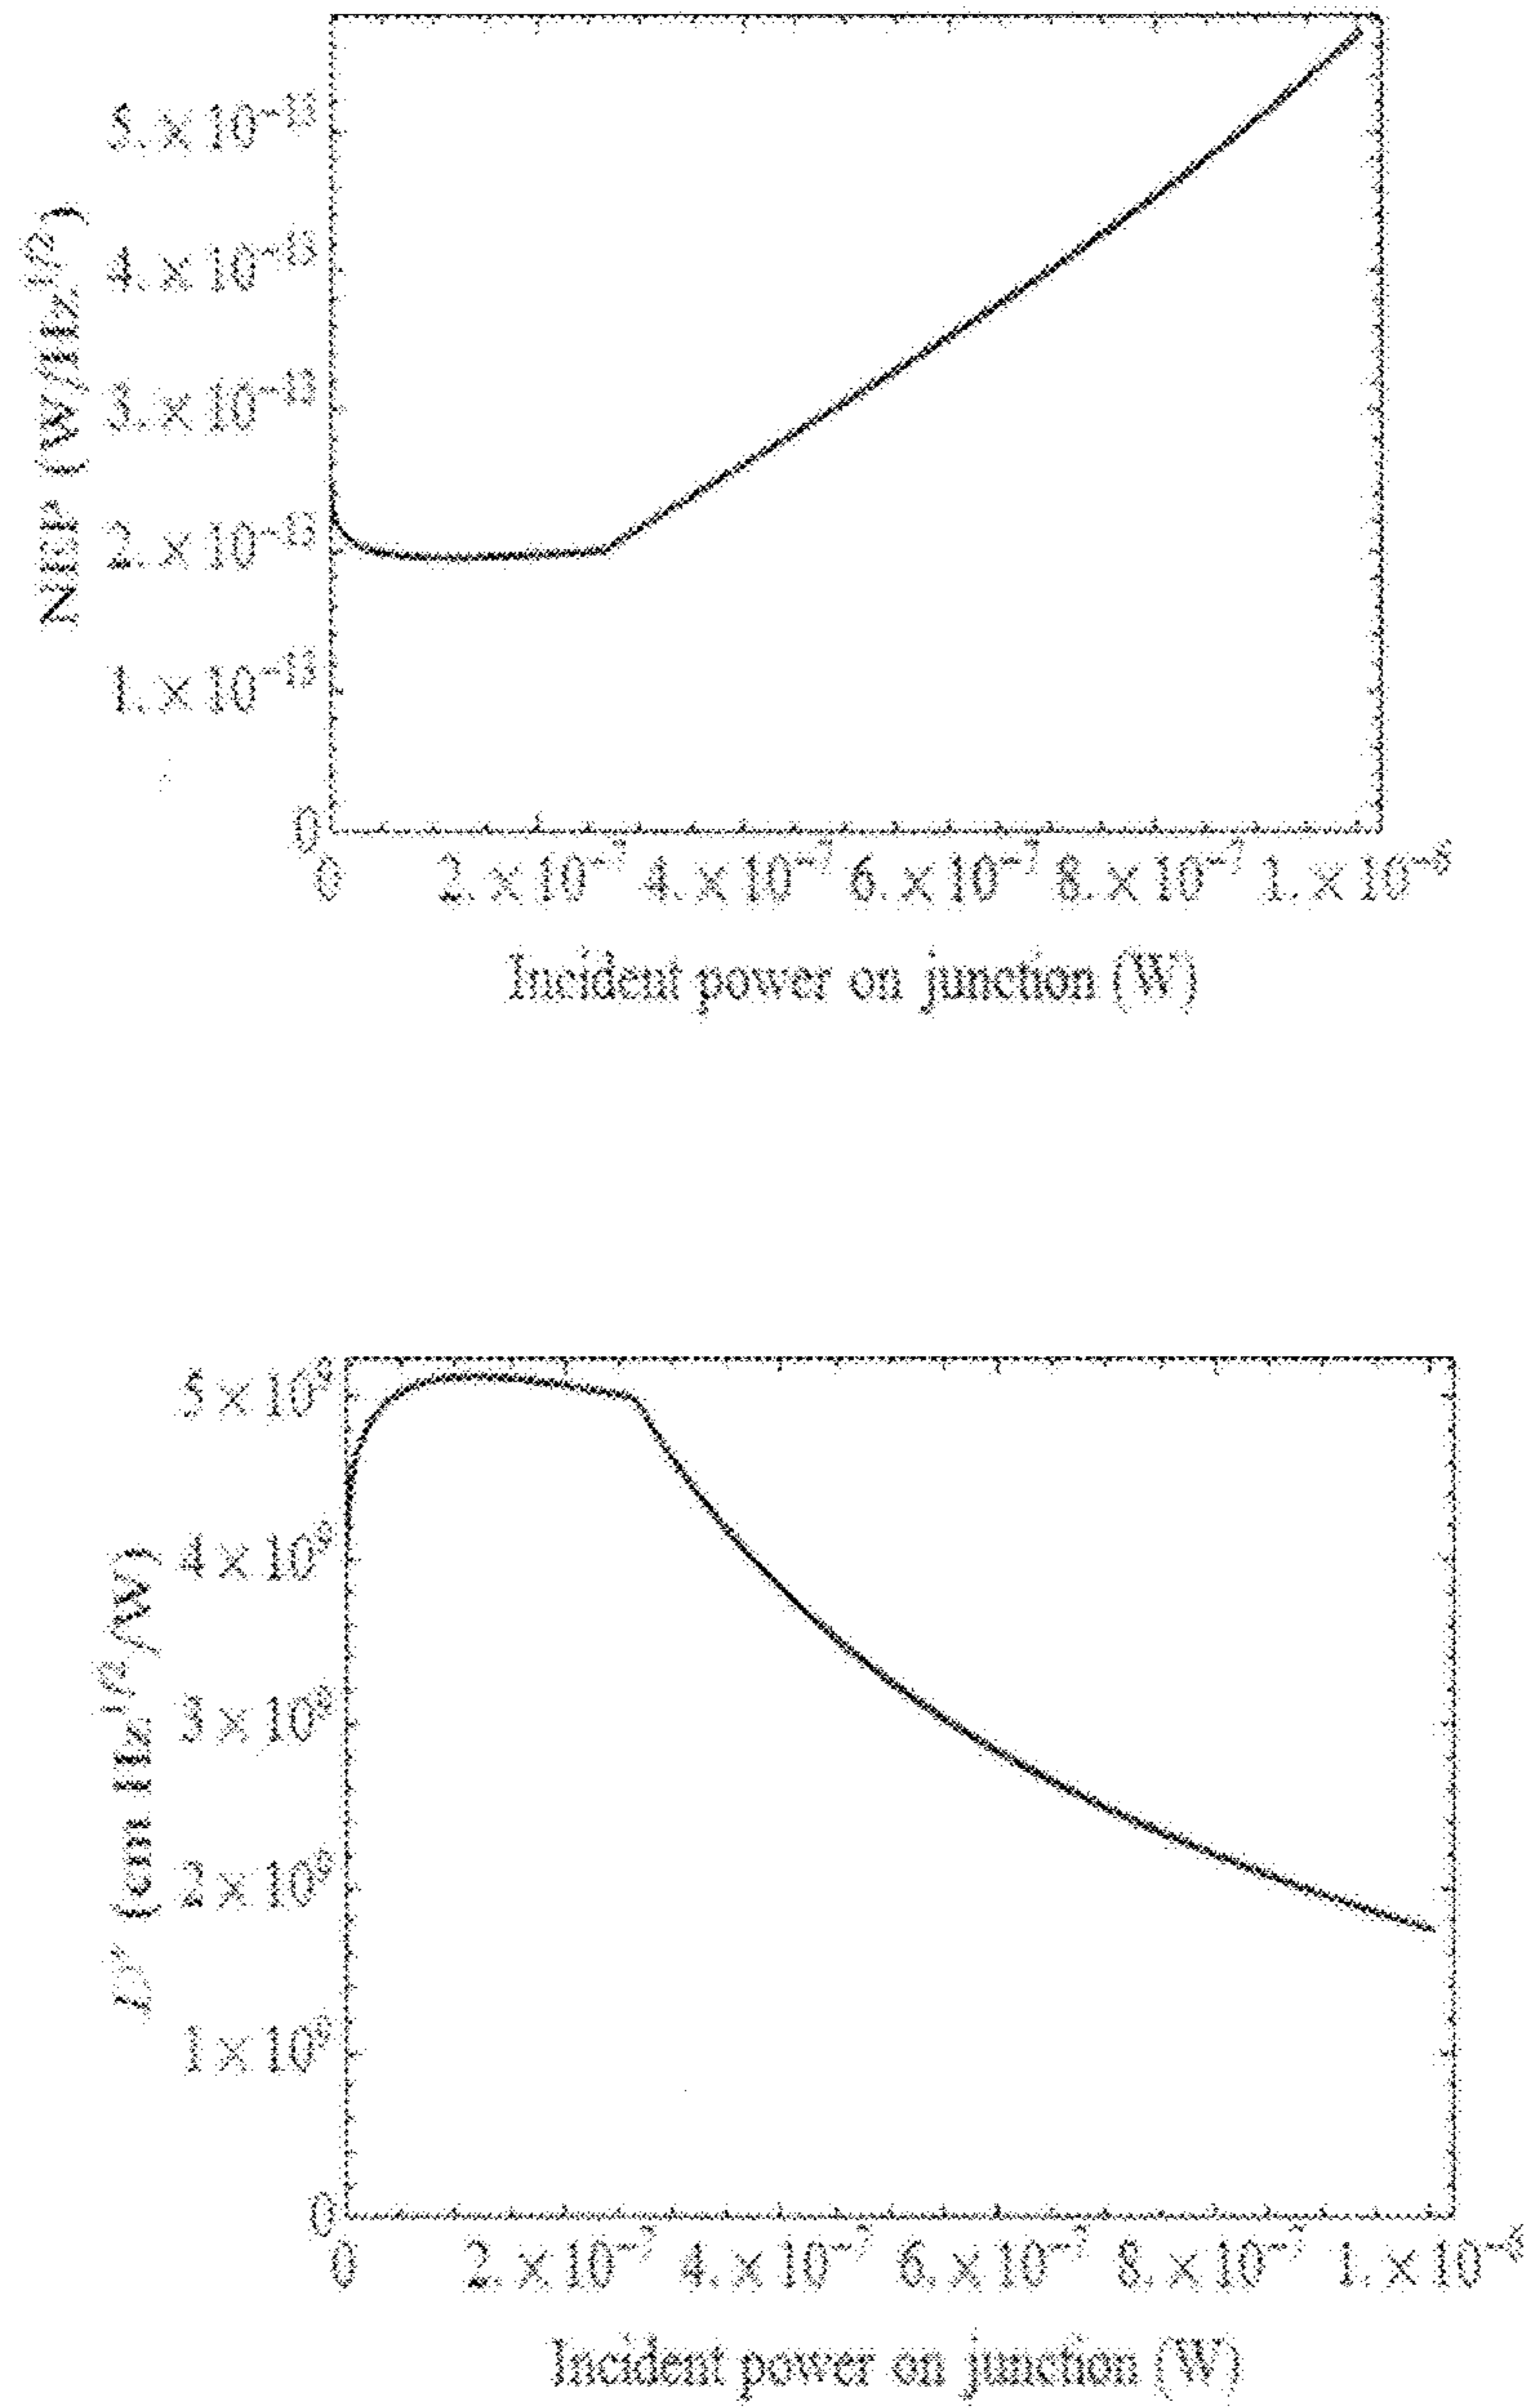 5.×10⁻¹³
4.×10⁻¹³
3.×10⁻¹³
2.×10⁻¹³
1.×10⁻¹³
0
NEP (W/Hz^1/2)
0 2.×10⁻⁷ 4.×10⁻⁷ 6.×10⁻⁷ 8.×10⁻⁷ 1.×10⁻⁶
Incident power on junction (W)
5×10⁹
4×10⁹
3×10⁹
2×10⁹
1×10⁹
0
D* (cm Hz^1/2/W)
0 2.×10⁻⁷ 4.×10⁻⁷ 6.×10⁻⁷ 8.×10⁻⁷ 1.×10⁻⁶
Incident power on junction (W)